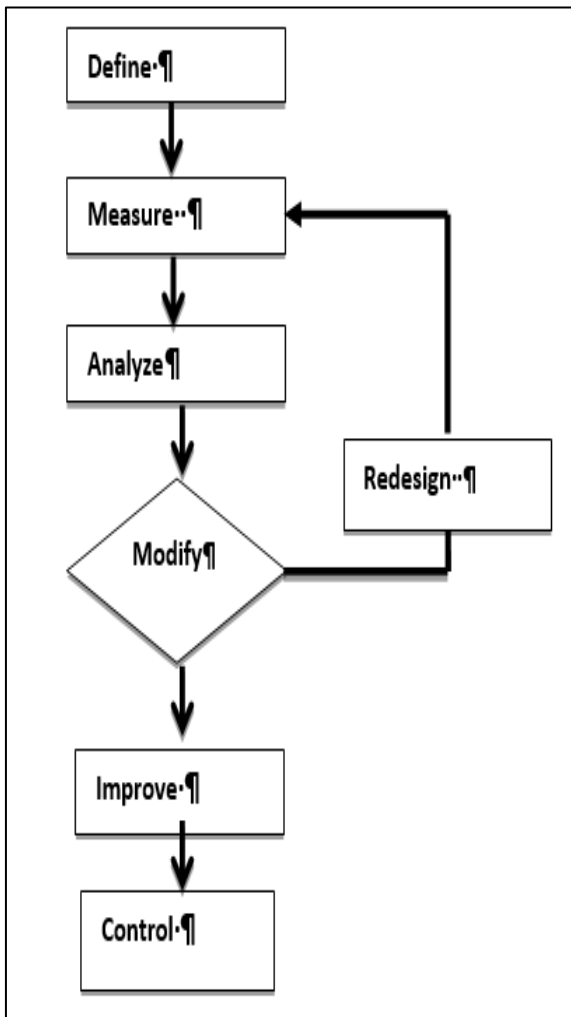 Define·¶
Measure··¶
Analyze¶
Redesign··¶
Modify¶
Improve·¶
Control·¶